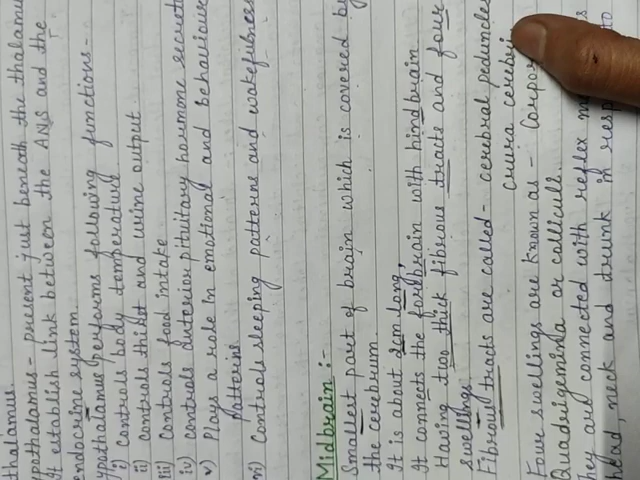 thalamus
ypothalamus- present just beneath the thalamus
It establish link between the ANS and the
endocrine system.
ypothalamus performs following functions-
i) Controls body temperature
ii) controls thirst and urine output.
iii) Controls food intake
iv) controls anterior pituitary hormone secreti
v) Plays a role in emotional and behaviour
patterns
vi) Controls sleeping patterns and wakefulness
Midbrain :-
Smallest part of brain which is covered by
the cerebrum.
It is about 2cm long,
It connects the forebrain with hindbrain
Having two thick fibrous tracts and four
swellings
Fibrous tracts are called- cerebral peduncles
crura cerebri
Four swellings are known as - Corpor
Quadrigemina or colliculi.
hey are connected with reflex m
head, neck and trunk in resp to